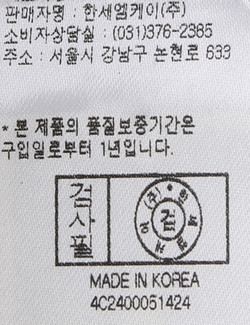 판매자명 : 한세엠케이(주)
소비자상담실 : (031)376-2385
주소 : 서울시 강남구 논현로 633
* 본 제품의 품질보증기간은
구입일로부터 1년입니다.
검사필
검
MADE IN KOREA
4C2400051424